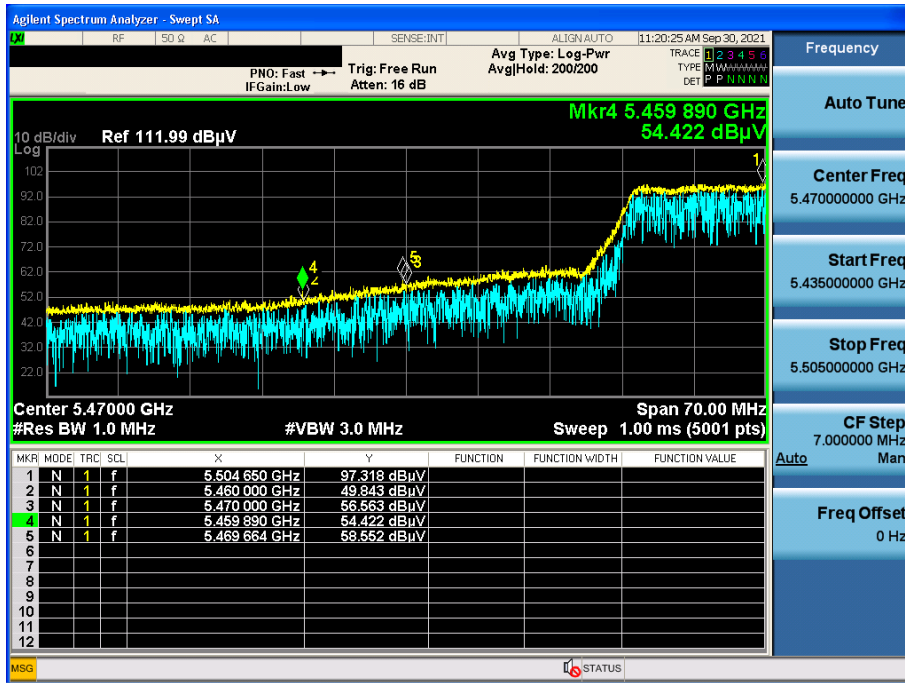 Agilent Spectrum Analyzer - Swept SA
LXI RF 50 Ω AC SENSE:INT ALIGN AUTO 11:20:25 AM Sep 30, 2021
PNO: Fast
IFGain:Low
Trig: Free Run
Atten: 16 dB
Avg Type: Log-Pwr
Avg|Hold: 200/200
TRACE 1 2 3 4 5 6
TYPE M W W W W W
DET P P N N N N
Mkr4 5.459 890 GHz
54.422 dBµV
10 dB/div Ref 111.99 dBµV
Log
102
92.0
82.0
72.0
62.0
52.0
42.0
32.0
22.0
1
4
2
5
3
Center 5.47000 GHz Span 70.00 MHz
#Res BW 1.0 MHz #VBW 3.0 MHz Sweep 1.00 ms (5001 pts)
MKR MODE TRC SCL X Y FUNCTION FUNCTION WIDTH FUNCTION VALUE
1 N 1 f 5.504 650 GHz 97.318 dBµV
2 N 1 f 5.460 000 GHz 49.843 dBµV
3 N 1 f 5.470 000 GHz 56.563 dBµV
4 N 1 f 5.459 890 GHz 54.422 dBµV
5 N 1 f 5.469 664 GHz 58.552 dBµV
6
7
8
9
10
11
12
MSG STATUS
Frequency
Auto Tune
Center Freq
5.470000000 GHz
Start Freq
5.435000000 GHz
Stop Freq
5.505000000 GHz
CF Step
7.000000 MHz
Auto Man
Freq Offset
0 Hz